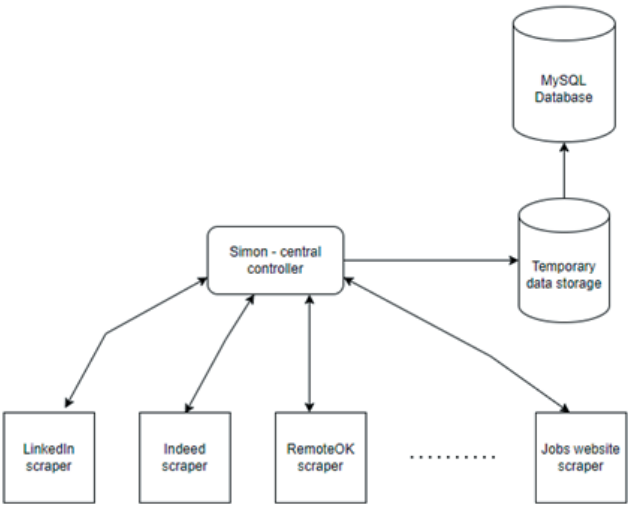 MySQL
Database
Simon - central
controller
Temporary
data storage
LinkedIn
scraper
Indeed
scraper
RemoteOK
scraper
..........
Jobs website
scraper